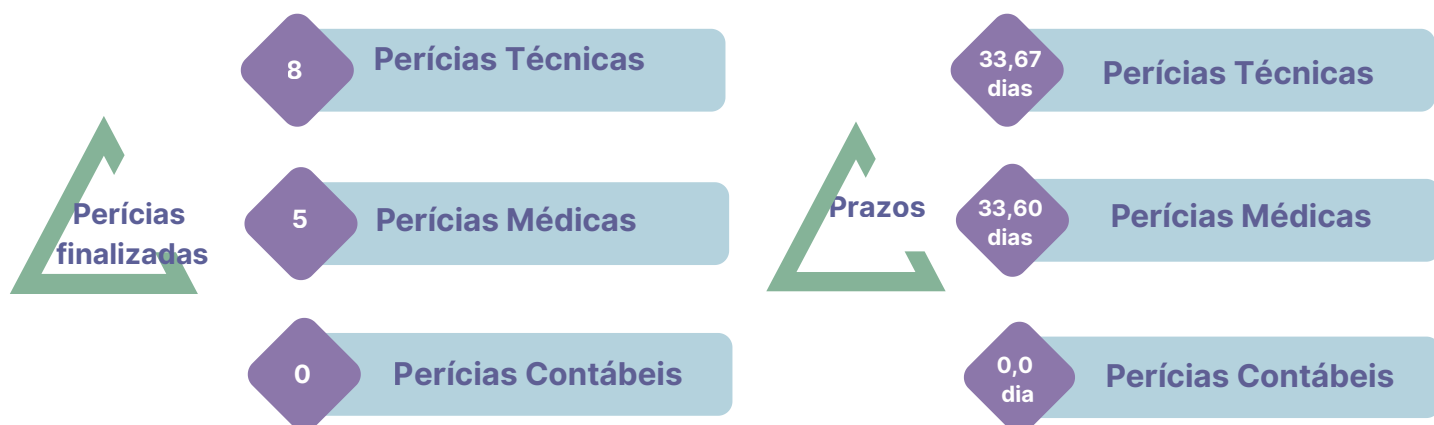 Perícias
finalizadas
8
Perícias Técnicas
5
Perícias Médicas
0
Perícias Contábeis
Prazos
33,67
dias
Perícias Técnicas
33,60
dias
Perícias Médicas
0,0
dia
Perícias Contábeis